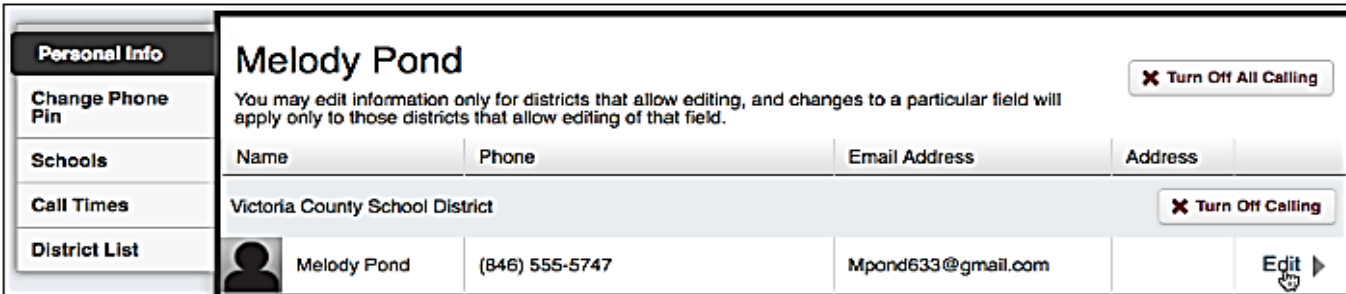 Personal Info
Change Phone
Pin
Schools
Call Times
District List
Melody Pond
✖ Turn Off All Calling
You may edit information only for districts that allow editing, and changes to a particular field will
apply only to those districts that allow editing of that field.
Name Phone Email Address Address
Victoria County School District ✖ Turn Off Calling
Melody Pond (846) 555-5747 Mpond633@gmail.com Edit ▶